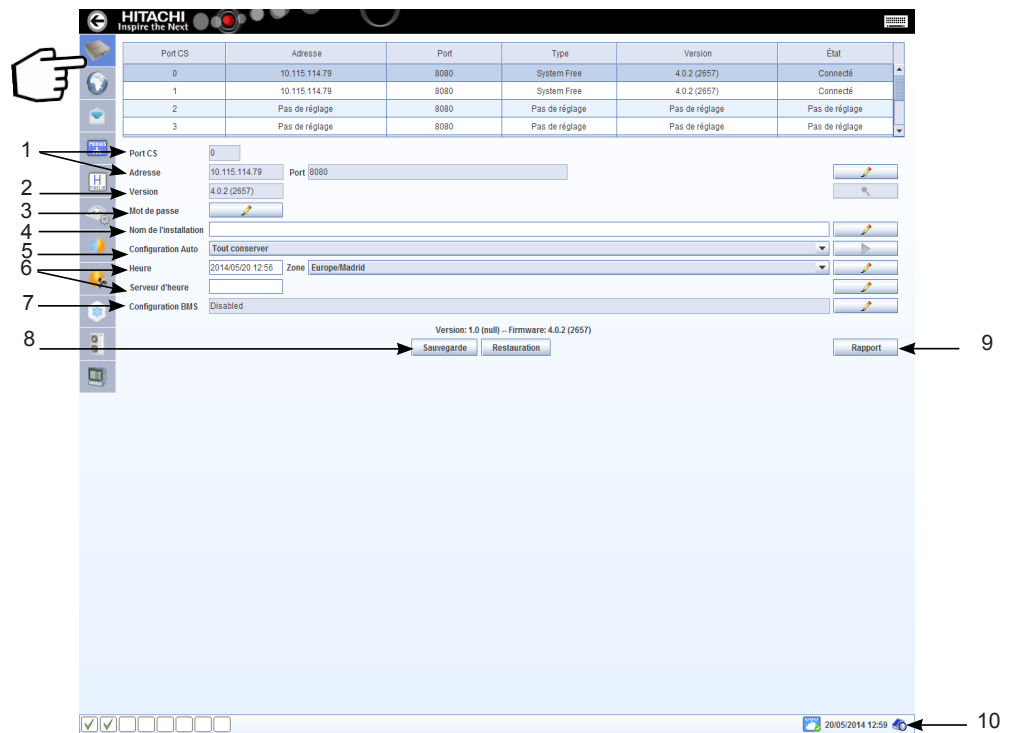 HITACHI
Inspire the Next
Port CS Adresse Port Type Version État
0 10.115.114.79 8080 System Free 4.0.2 (2657) Connecté
1 10.115.114.79 8080 System Free 4.0.2 (2657) Connecté
2 Pas de réglage 8080 Pas de réglage Pas de réglage Pas de réglage
3 Pas de réglage 8080 Pas de réglage Pas de réglage Pas de réglage
1 Port CS 0
Adresse 10.115.114.79 Port 8080
2 Version 4.0.2 (2657)
3 Mot de passe
4 Nom de l'installation
5 Configuration Auto Tout conserver
6 Heure 2014/05/20 12:56 Zone Europe/Madrid
Serveur d'heure
7 Configuration BMS Disabled
Version: 1.0 (null) -- Firmware: 4.0.2 (2657)
8 Sauvegarde Restauration Rapport 9
20/05/2014 12:59 10